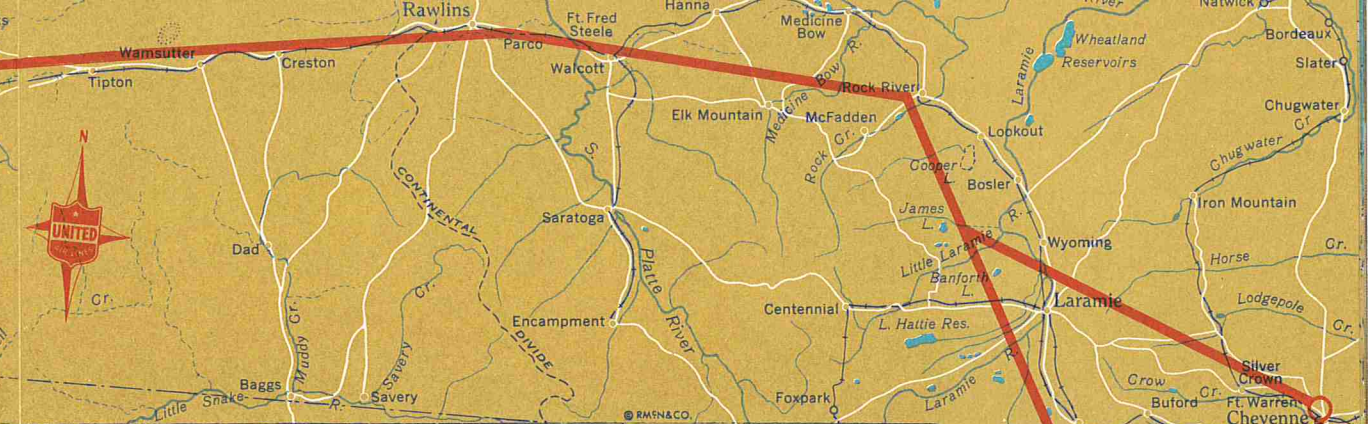 Rawlins
Hanna
River
Natwick
Ft. Fred
Steele
Medicine
Bow
R.
Bordeaux
Wheatland
Reservoirs
Wamsutter
Creston
Parco
Walcott
Slater
Tipton
Medicine Bow
Rock River
Laramie
Elk Mountain
McFadden
Chugwater
Lookout
Rock Cr.
Cooper
L.
Chugwater Cr
N
S.
CONTINENTAL
Bosler
UNITED
AIR LINES
Saratoga
James
L.
R.
Iron Mountain
Dad
Little Laramie
Wyoming
Cr.
Platte
Horse
Banforth
L.
Cr.
Cr.
Laramie
Lodgepole
Cr.
Centennial
Encampment
DIVIDE
River
L. Hattie Res.
Muddy Cr.
Savery
R.
Silver
Crown
Baggs
Savery
Laramie
Crow
Cr.
Little Snake R.
Foxpark
Buford
Ft. Warren
© RMCN&CO.
Cheyenne